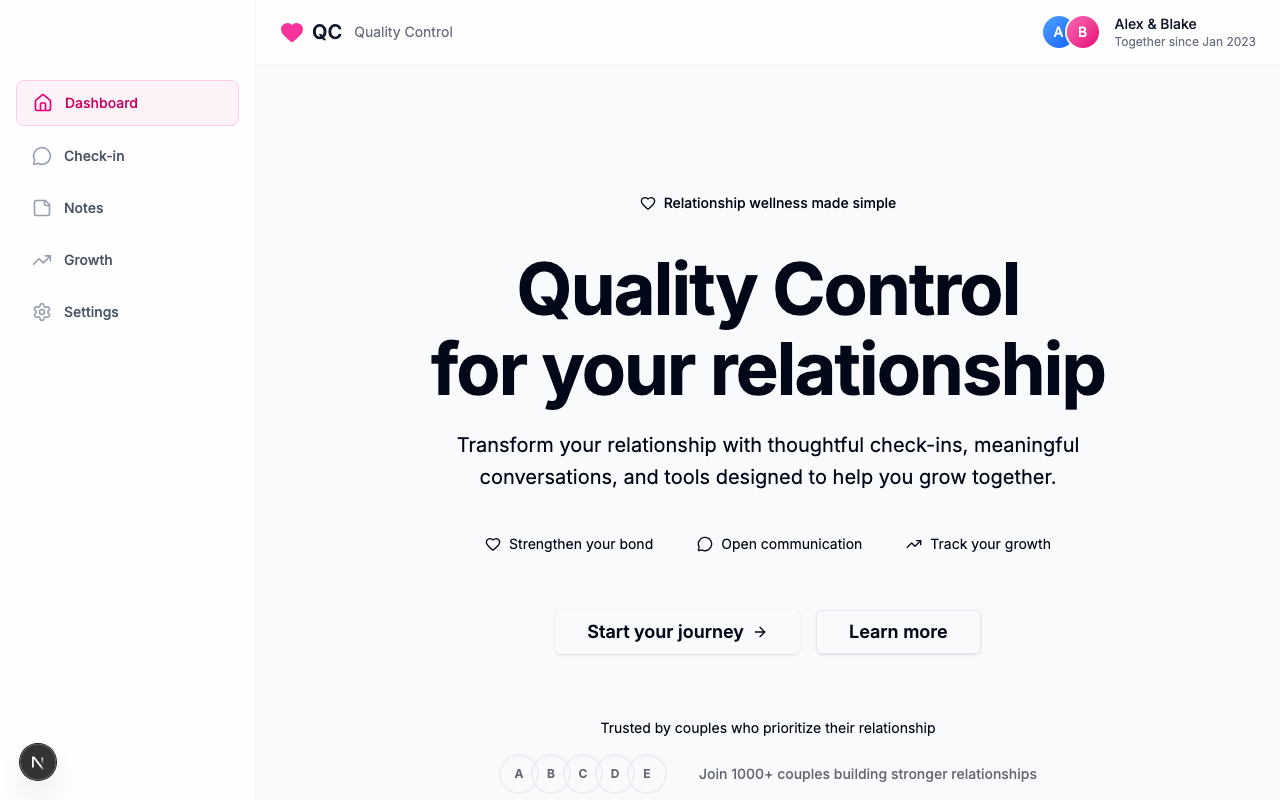 QC Quality Control
A B
Alex & Blake
Together since Jan 2023
Dashboard
Check-in
Notes
Growth
Settings
Relationship wellness made simple
Quality Control
for your relationship
Transform your relationship with thoughtful check-ins, meaningful
conversations, and tools designed to help you grow together.
Strengthen your bond
Open communication
Track your growth
Start your journey →
Learn more
Trusted by couples who prioritize their relationship
A B C D E
Join 1000+ couples building stronger relationships
N